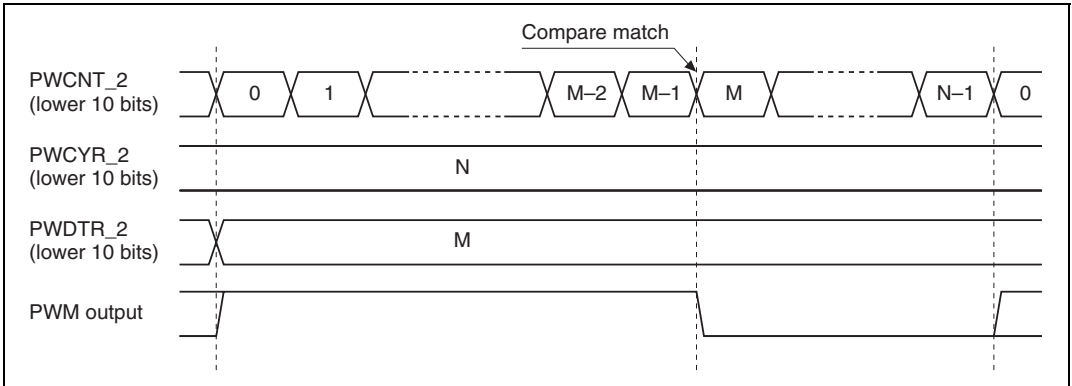 Compare match
PWCNT_2
(lower 10 bits)
0 1 M–2 M–1 M N–1 0
PWCYR_2
(lower 10 bits)
N
PWDTR_2
(lower 10 bits)
M
PWM output